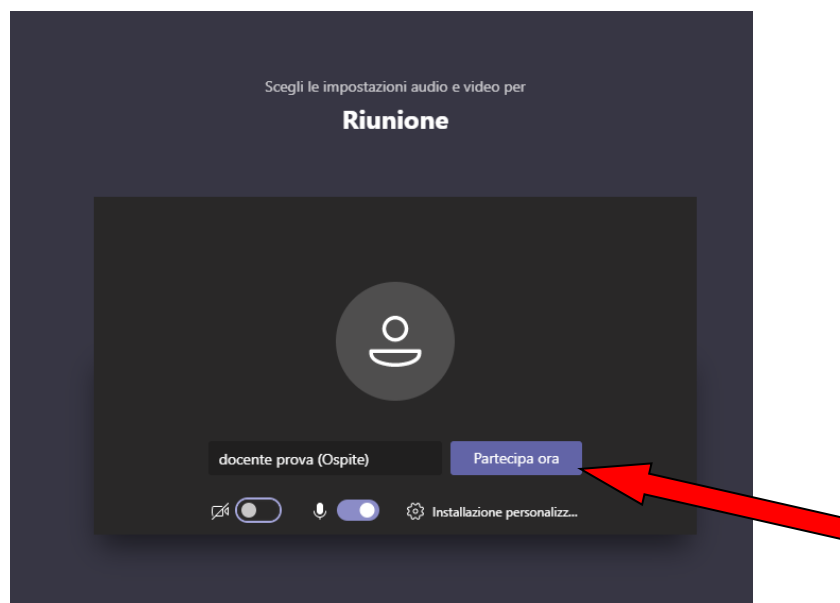 Scegli le impostazioni audio e video per
Riunione
docente prova (Ospite)
Partecipa ora
Installazione personalizz...